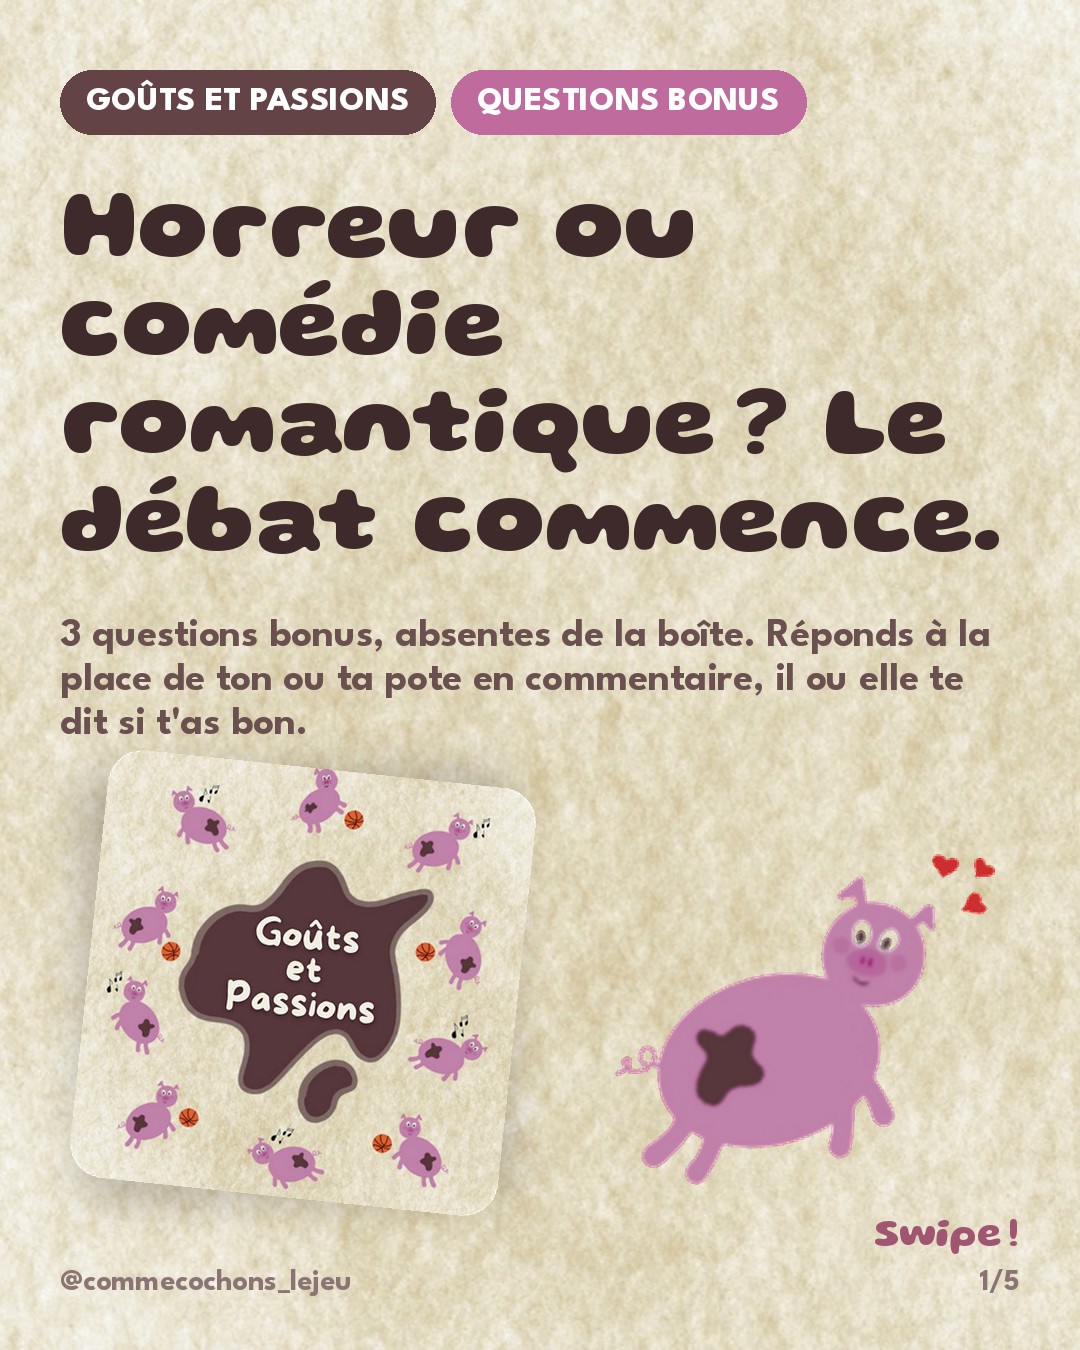 GOÛTS ET PASSIONS
QUESTIONS BONUS
Horreur ou
comédie
romantique ? Le
débat commence.
3 questions bonus, absentes de la boîte. Réponds à la
place de ton ou ta pote en commentaire, il ou elle te
dit si t'as bon.
Goûts
et
Passions
Swipe !
@commecochons_lejeu
1/5